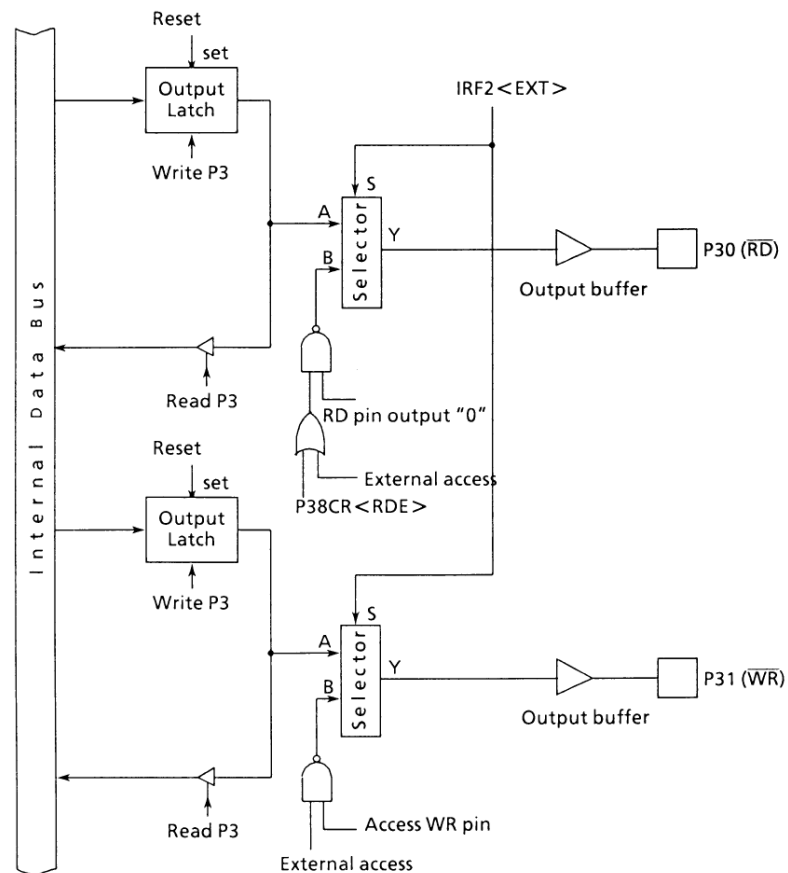 Reset
set
Output
Latch
Write P3
IRF2<EXT>
S
A
B
Selector
Y
Output buffer
P30 (R̅D̅)
Read P3
RD pin output "0"
External access
P38CR<RDE>
Internal Data Bus
Reset
set
Output
Latch
Write P3
S
A
B
Selector
Y
Output buffer
P31 (W̅R̅)
Read P3
Access WR pin
External access